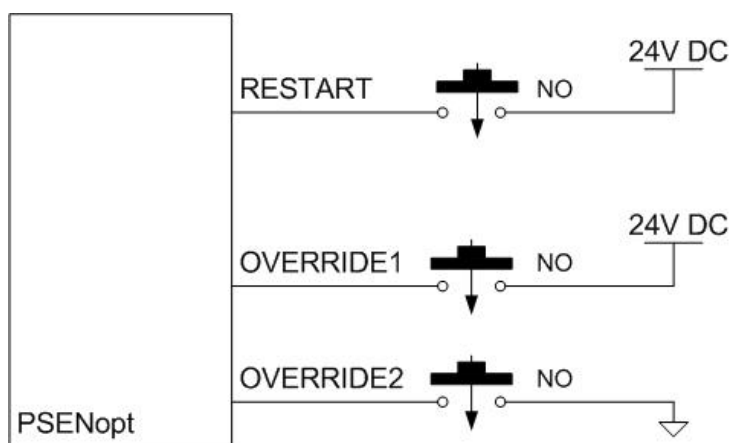 24V DC
RESTART NO
24V DC
OVERRIDE1 NO
OVERRIDE2 NO
PSENopt